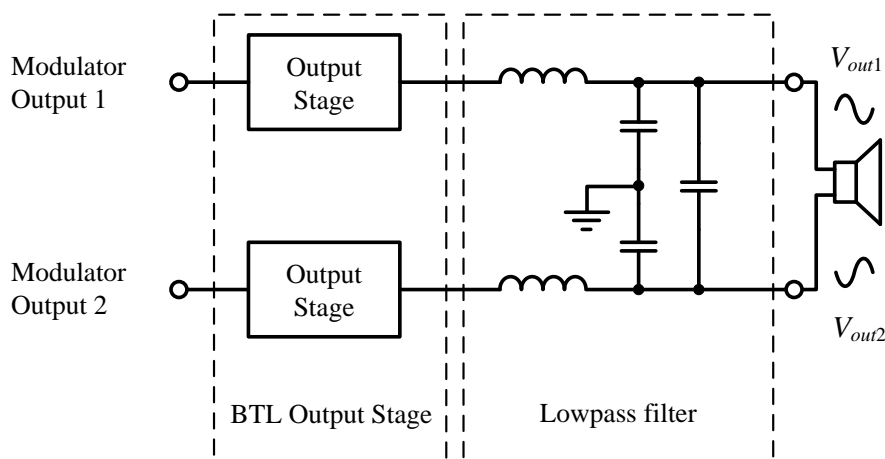 Modulator
Output 1
Output
Stage
V_out1
Modulator
Output 2
Output
Stage
V_out2
BTL Output Stage
Lowpass filter